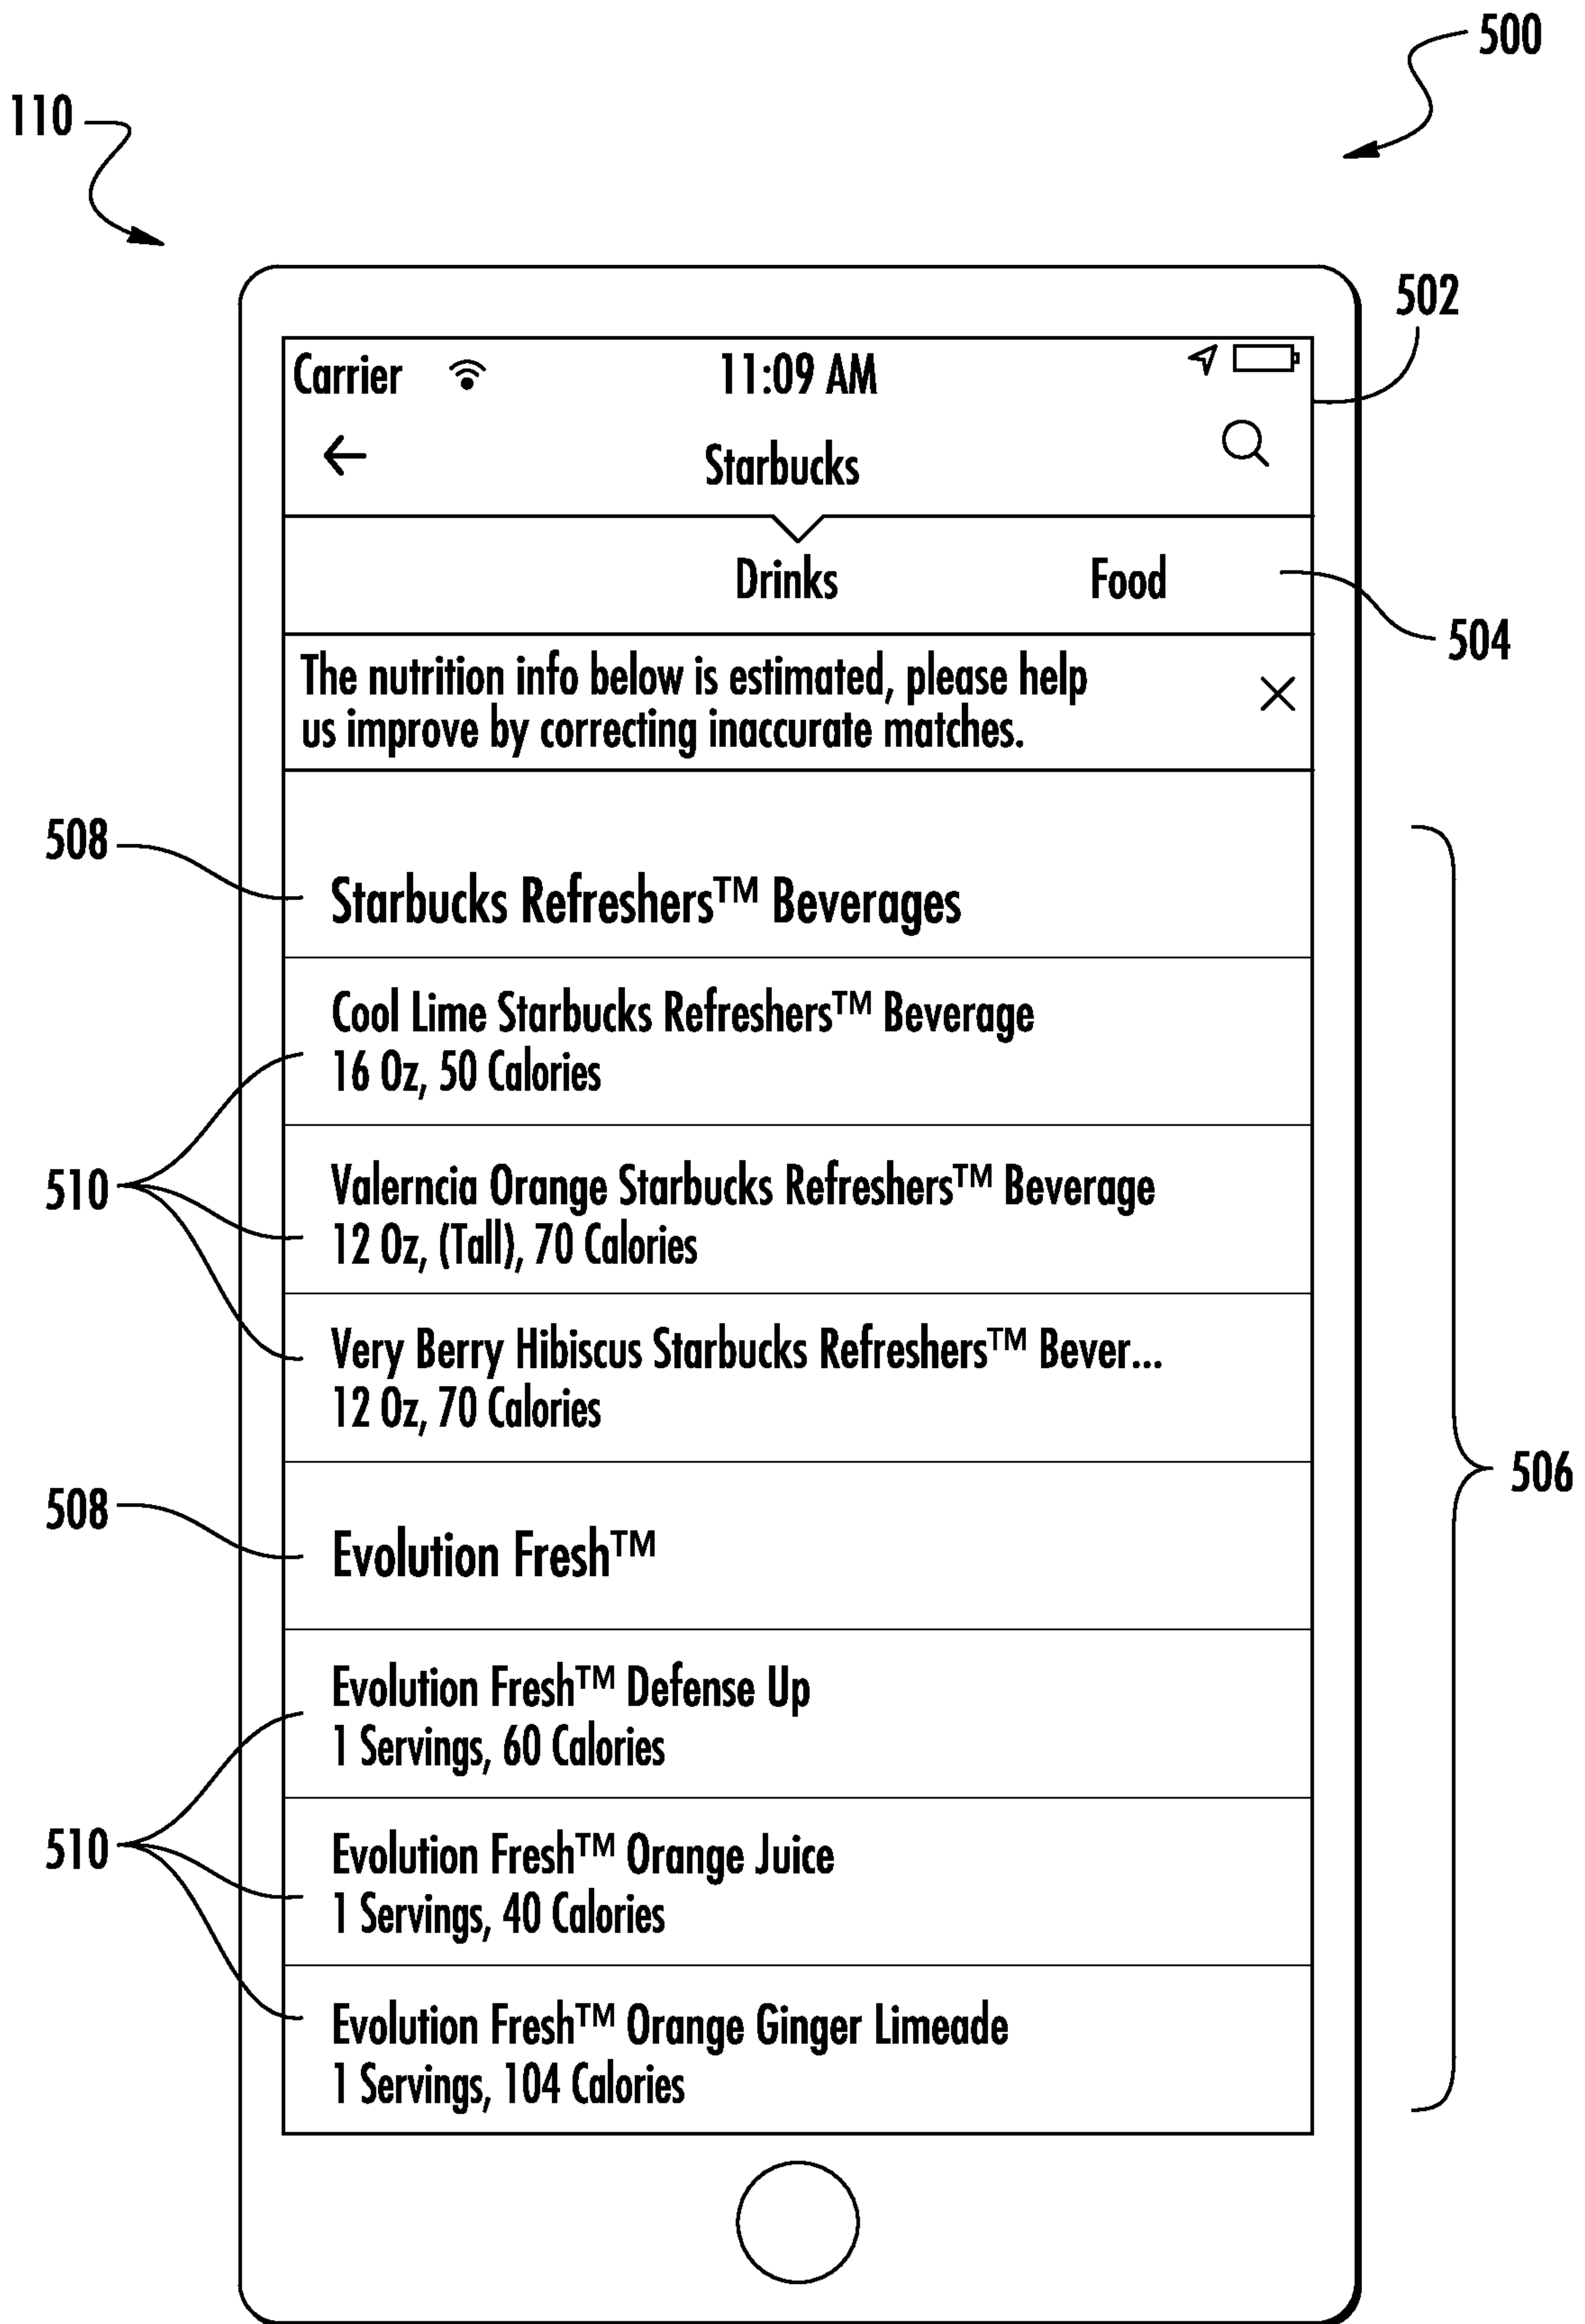 500
110
502
Carrier 11:09 AM
Starbucks
Drinks Food
504
The nutrition info below is estimated, please help
us improve by correcting inaccurate matches.
508
Starbucks Refreshers™ Beverages
Cool Lime Starbucks Refreshers™ Beverage
16 Oz, 50 Calories
510
Valerncia Orange Starbucks Refreshers™ Beverage
12 Oz, (Tall), 70 Calories
Very Berry Hibiscus Starbucks Refreshers™ Bever...
12 Oz, 70 Calories
506
508
Evolution Fresh™
Evolution Fresh™ Defense Up
1 Servings, 60 Calories
510
Evolution Fresh™ Orange Juice
1 Servings, 40 Calories
Evolution Fresh™ Orange Ginger Limeade
1 Servings, 104 Calories